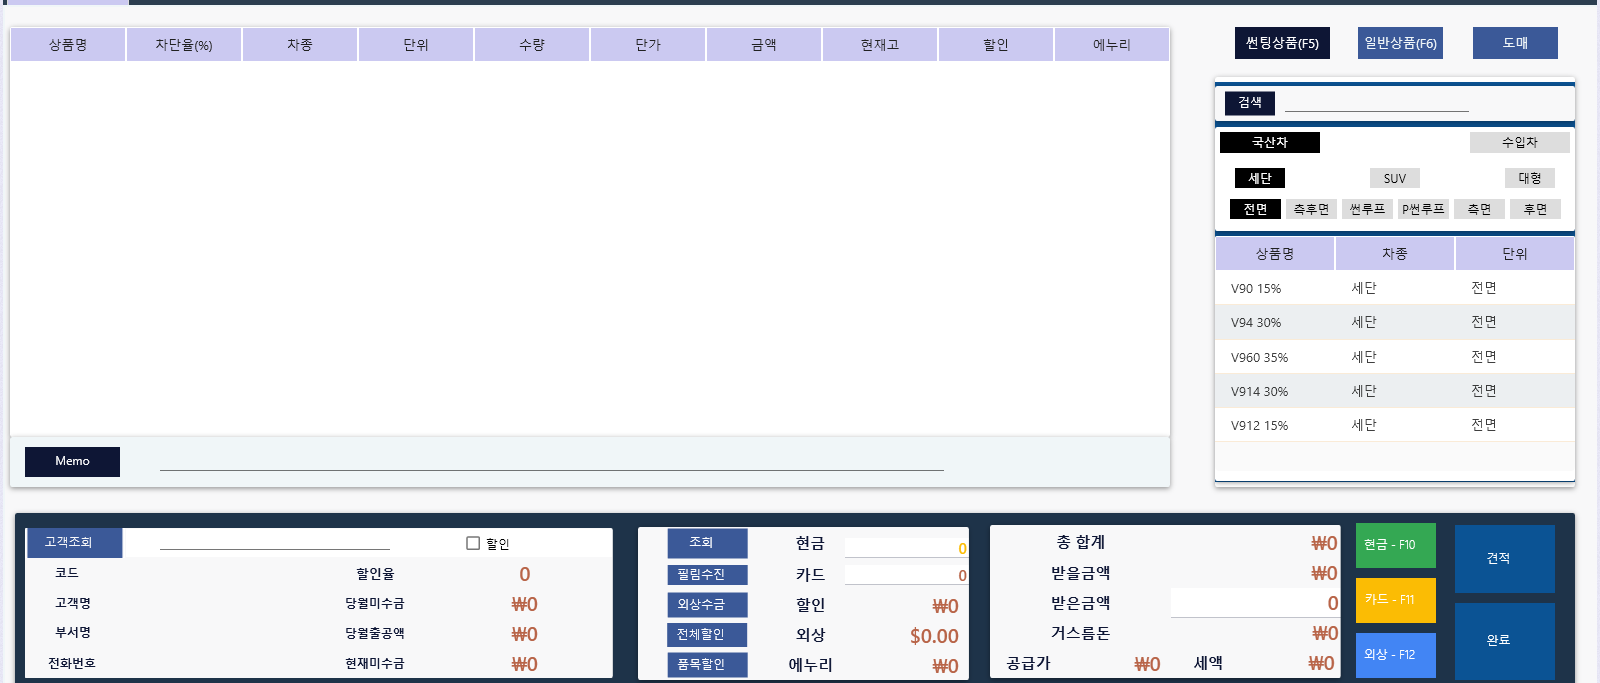 상품명 차단율(%) 차종 단위 수량 단가 금액 현재고 할인 에누리
Memo
썬팅상품(F5) 일반상품(F6) 도매
검색
국산차 수입차
세단 SUV 대형
전면 측후면 썬루프 P썬루프 측면 후면
상품명 차종 단위
V90 15% 세단 전면
V94 30% 세단 전면
V960 35% 세단 전면
V914 30% 세단 전면
V912 15% 세단 전면
고객조회 할인
코드 할인율 0
고객명 당월미수금 ₩0
부서명 당월출공액 ₩0
전화번호 현재미수금 ₩0
조회 현금 0
필림수진 카드 0
외상수금 할인 ₩0
전체할인 외상 $0.00
품목할인 에누리 ₩0
총 합계 ₩0
받을금액 ₩0
받은금액 0
거스름돈 ₩0
공급가 ₩0 세액 ₩0
현금 - F10
카드 - F11
외상 - F12
견적
완료